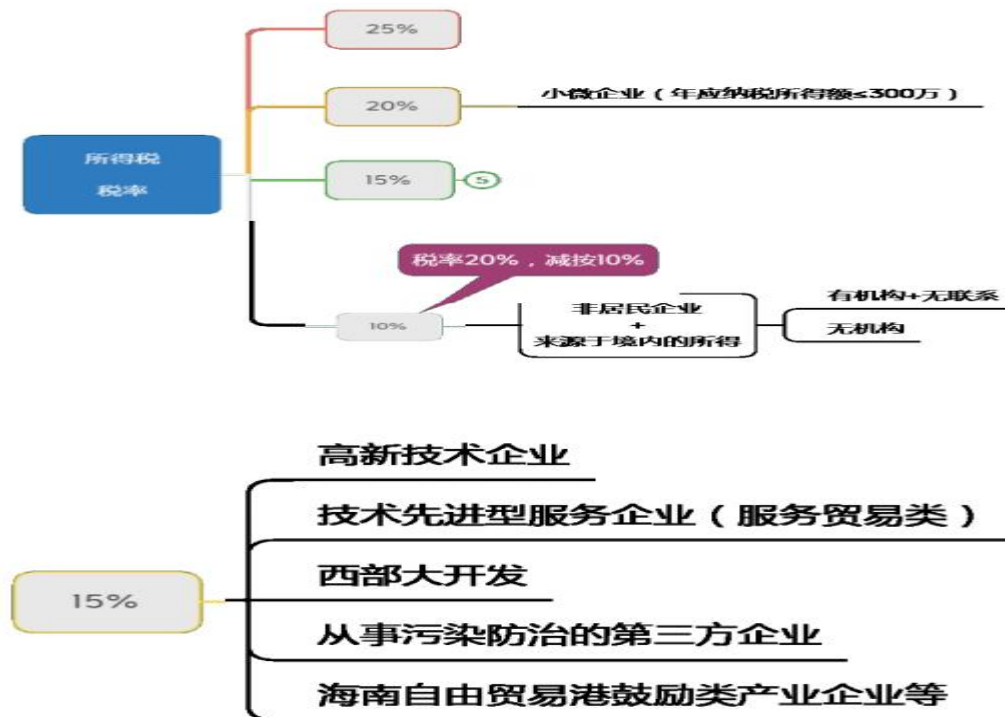 25%
20%
小微企业（年应纳税所得额≤300万）
所得税
税率
15%
5
税率20%，减按10%
10%
非居民企业
+
来源于境内的所得
有机构+无联系
无机构
15%
高新技术企业
技术先进型服务企业（服务贸易类）
西部大开发
从事污染防治的第三方企业
海南自由贸易港鼓励类产业企业等